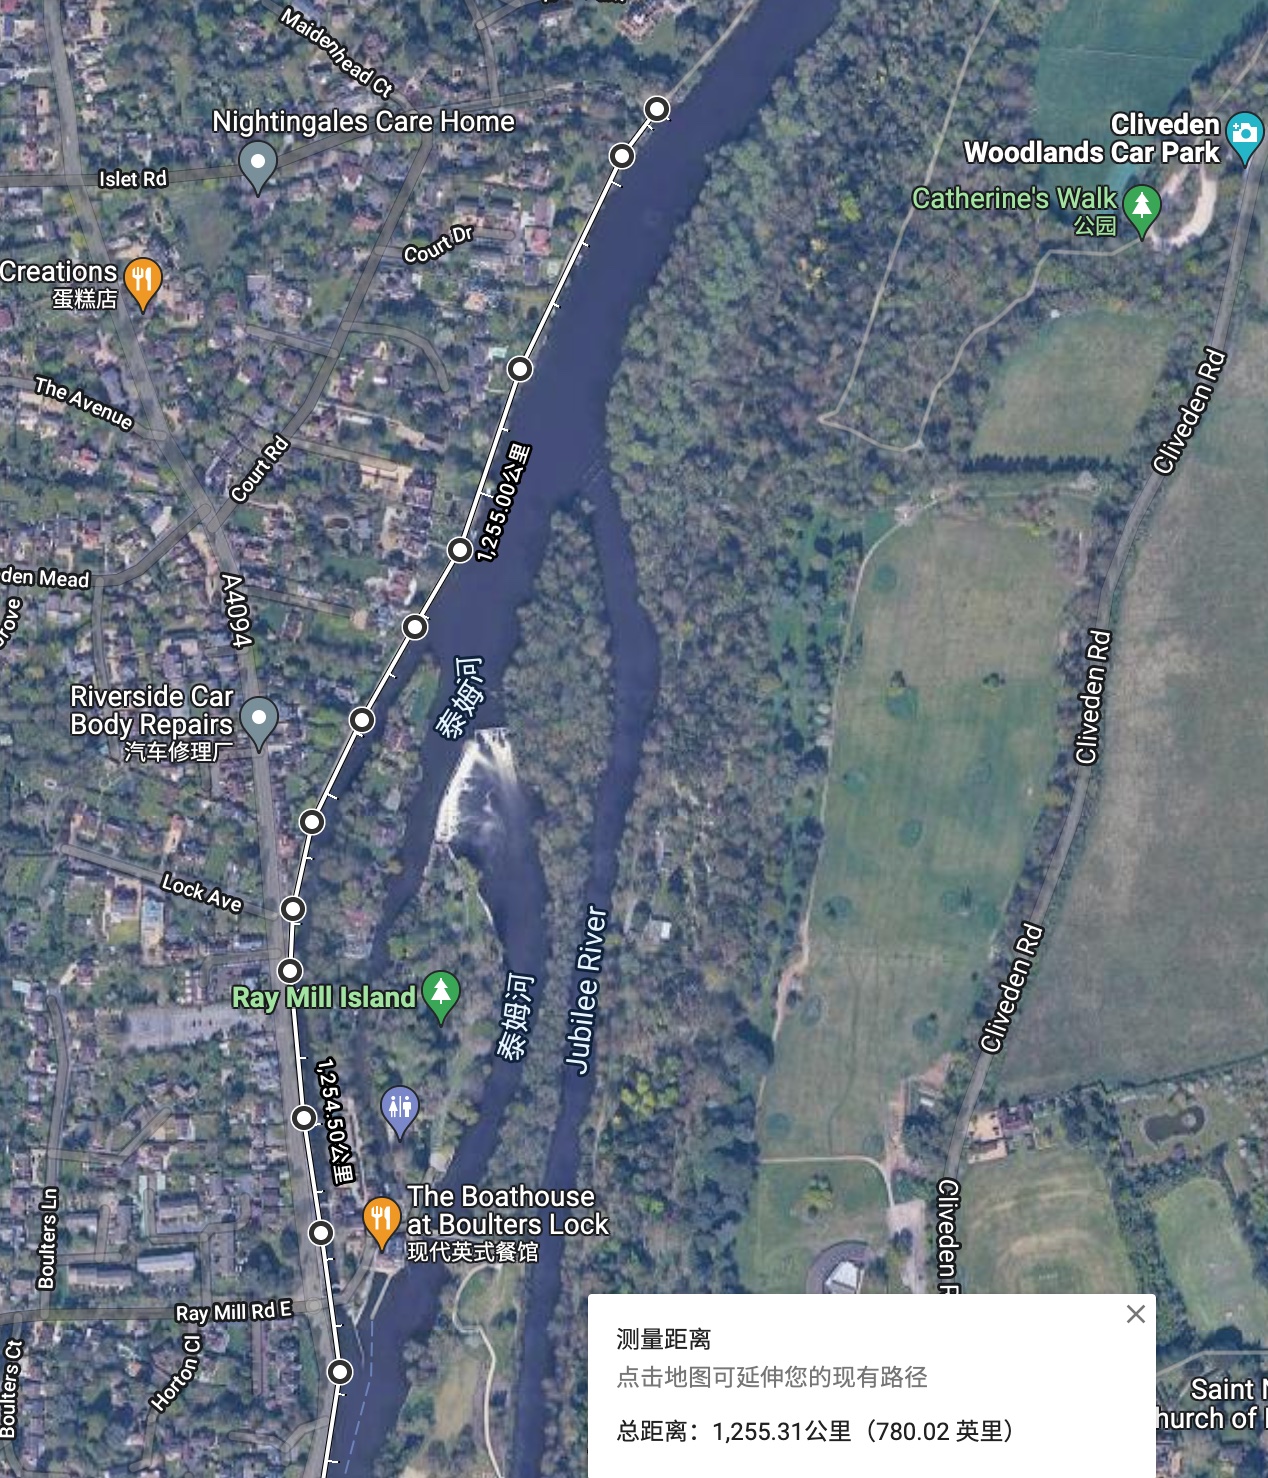 Maidenhead Ct
Nightingales Care Home
Islet Rd
Cliveden
Woodlands Car Park
Catherine's Walk
公园
Court Dr
Creations
蛋糕店
The Avenue
Cliveden Rd
Court Rd
1,255.00公里
den Mead
A4094
rove
Cliveden Rd
泰姆河
Riverside Car
Body Repairs
汽车修理厂
Lock Ave
Cliveden Rd
Jubilee River
泰姆河
Ray Mill Island
1,254.50公里
Cliveden R
The Boathouse
at Boulters Lock
现代英式餐馆
Boulters Ln
Ray Mill Rd E
Horton Cl
Boulters Ct
测量距离
点击地图可延伸您的现有路径
总距离：1,255.31公里（780.02 英里）
Saint
hurch of